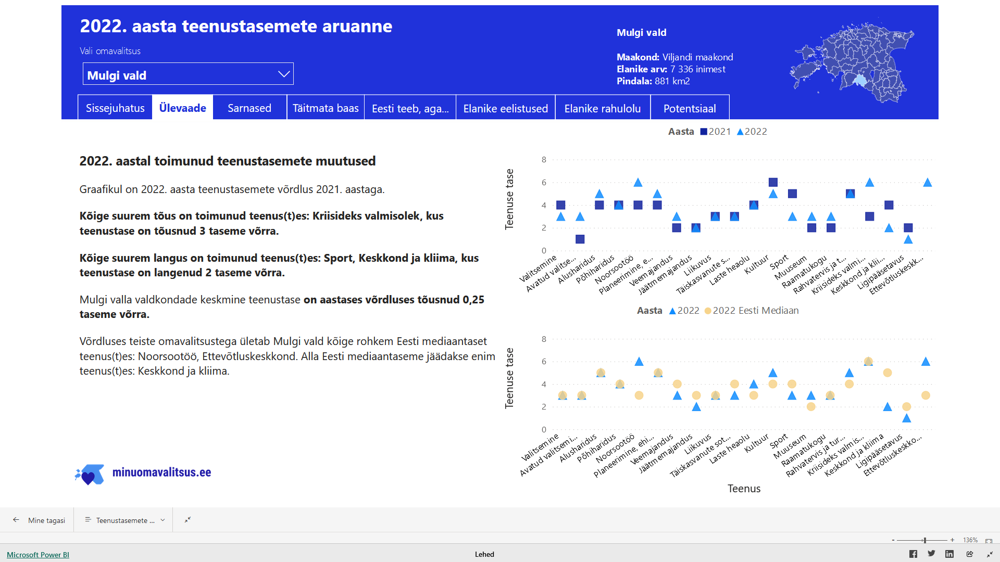 2022. aasta teenustasemete aruanne
Vali omavalitsus
Mulgi vald
Mulgi vald
Maakond: Viljandi maakond
Elanike arv: 7 336 inimest
Pindala: 881 km2
Sissejuhatus
Ülevaade
Sarnased
Täitmata baas
Eesti teeb, aga...
Elanike eelistused
Elanike rahulolu
Potentsiaal
2022. aastal toimunud teenustasemete muutused
Graafikul on 2022. aasta teenustasemete võrdlus 2021. aastaga.
Kõige suurem tõus on toimunud teenus(t)es: Kriisideks valmisolek, kus
teenustase on tõusnud 3 taseme võrra.
Kõige suurem langus on toimunud teenus(t)es: Sport, Keskkond ja kliima, kus
teenustase on langenud 2 taseme võrra.
Mulgi valla valdkondade keskmine teenustase on aastases võrdluses tõusnud 0,25
taseme võrra.
Võrdluses teiste omavalitsustega ületab Mulgi vald kõige rohkem Eesti mediaantaset
teenus(t)es: Noorsootöö, Ettevõtluskeskkond. Alla Eesti mediaantaseme jäädakse enim
teenus(t)es: Keskkond ja kliima.
minuomavalitsus.ee
Aasta 2021 2022
Teenuse tase
8
6
4
2
0
Valitsemine
Avatud valitse...
Alusharidus
Põhiharidus
Noorsootöö
Planeerimine, e...
Veemajandus
Jäätmemajandus
Liikuvus
Täiskasvanute s...
Laste heaolu
Kultuur
Sport
Muuseum
Raamatukogu
Rahvatervis ja t...
Kriisideks valmi...
Keskkond ja klii...
Ligipääsetavus
Ettevõtluskeskk...
Aasta 2022 2022 Eesti Mediaan
Teenuse tase
8
6
4
2
0
Valitsemine
Avatud valitsemi...
Alusharidus
Põhiharidus
Noorsootöö
Planeerimine, ehi...
Veemajandus
Jäätmemajandus
Liikuvus
Täiskasvanute sot...
Laste heaolu
Kultuur
Sport
Muuseum
Raamatukogu
Rahvatervis ja tur...
Kriisideks valmis...
Keskkond ja kliima
Ligipääsetavus
Ettevõtluskeskko...
Teenus
Mine tagasi
Teenustasemete ...
- + 136%
Microsoft Power BI
Lehed